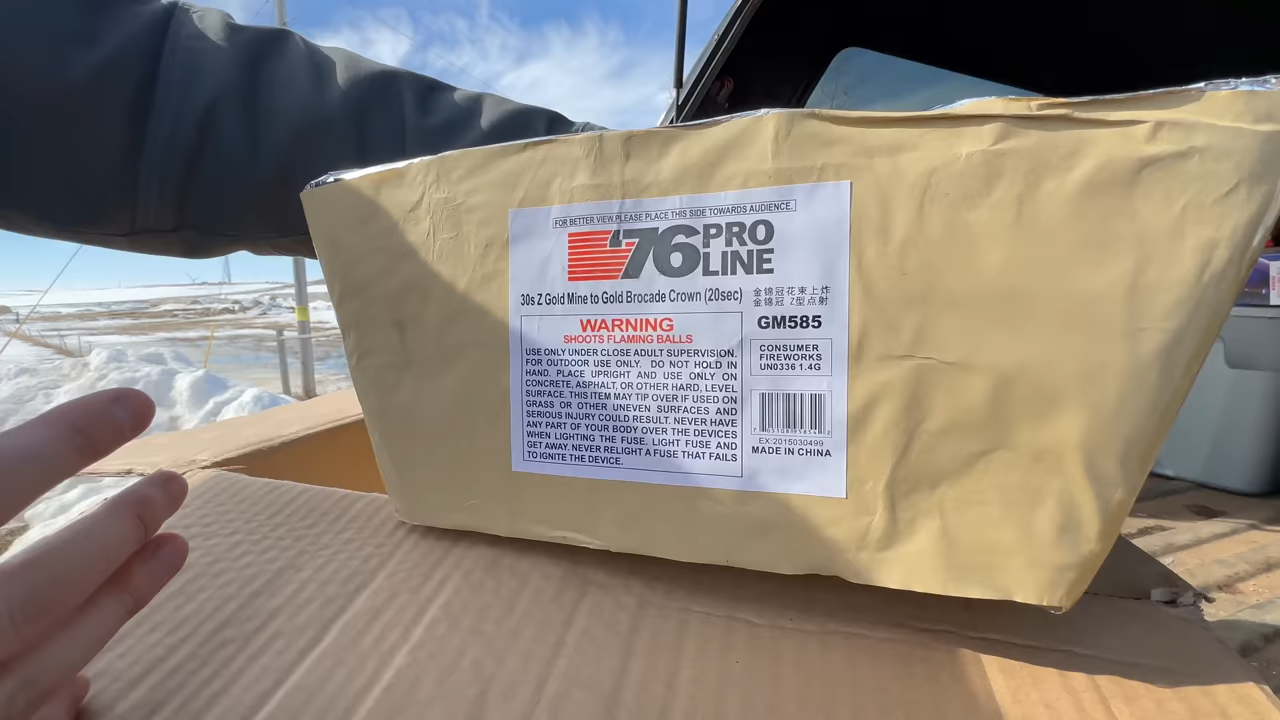 FOR BETTER VIEW,PLEASE PLACE THIS SIDE TOWARDS AUDIENCE.
'76 PRO LINE
30s Z Gold Mine to Gold Brocade Crown (20sec)
金锦冠花束上炸
金锦冠 Z型点射
GM585
WARNING
SHOOTS FLAMING BALLS
USE ONLY UNDER CLOSE ADULT SUPERVISION.
FOR OUTDOOR USE ONLY. DO NOT HOLD IN
HAND. PLACE UPRIGHT AND USE ONLY ON
CONCRETE, ASPHALT, OR OTHER HARD, LEVEL
SURFACE. THIS ITEM MAY TIP OVER IF USED ON
GRASS OR OTHER UNEVEN SURFACES AND
SERIOUS INJURY COULD RESULT. NEVER HAVE
ANY PART OF YOUR BODY OVER THE DEVICES
WHEN LIGHTING THE FUSE. LIGHT FUSE AND
GET AWAY. NEVER RELIGHT A FUSE THAT FAILS
TO IGNITE THE DEVICE.
CONSUMER
FIREWORKS
UN0336 1.4G
EX:2015030499
MADE IN CHINA